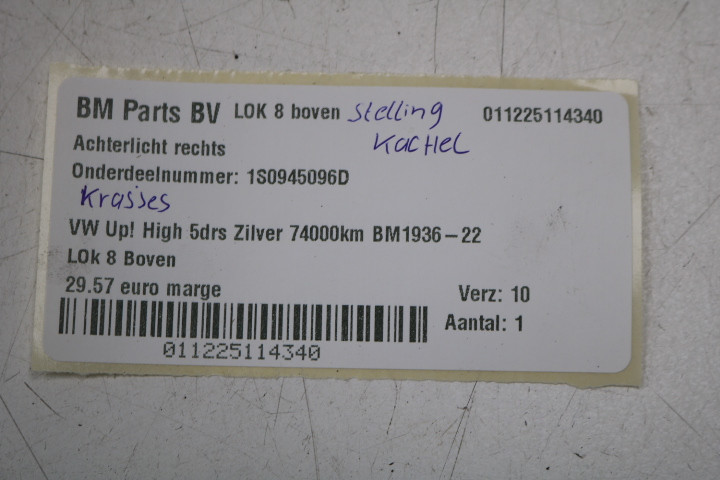 BM Parts BV LOK 8 boven Stelling 011225114340
Kachel
Achterlicht rechts
Onderdeelnummer: 1S0945096D
Krasjes
VW Up! High 5drs Zilver 74000km BM1936-22
LOk 8 Boven
29.57 euro marge Verz: 10
Aantal: 1
011225114340